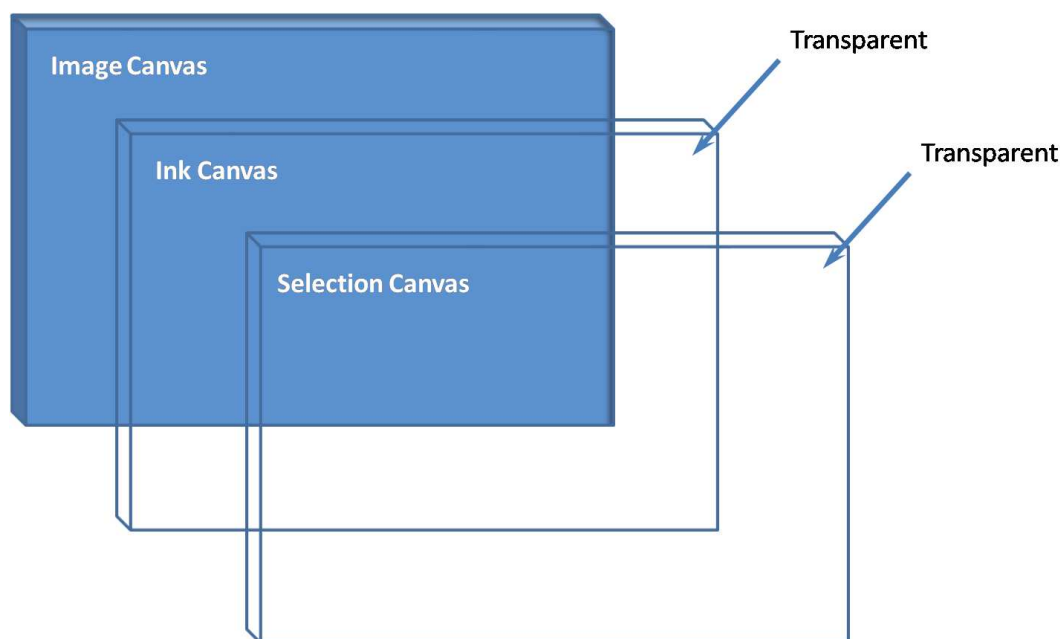 Image Canvas
Transparent
Ink Canvas
Transparent
Selection Canvas